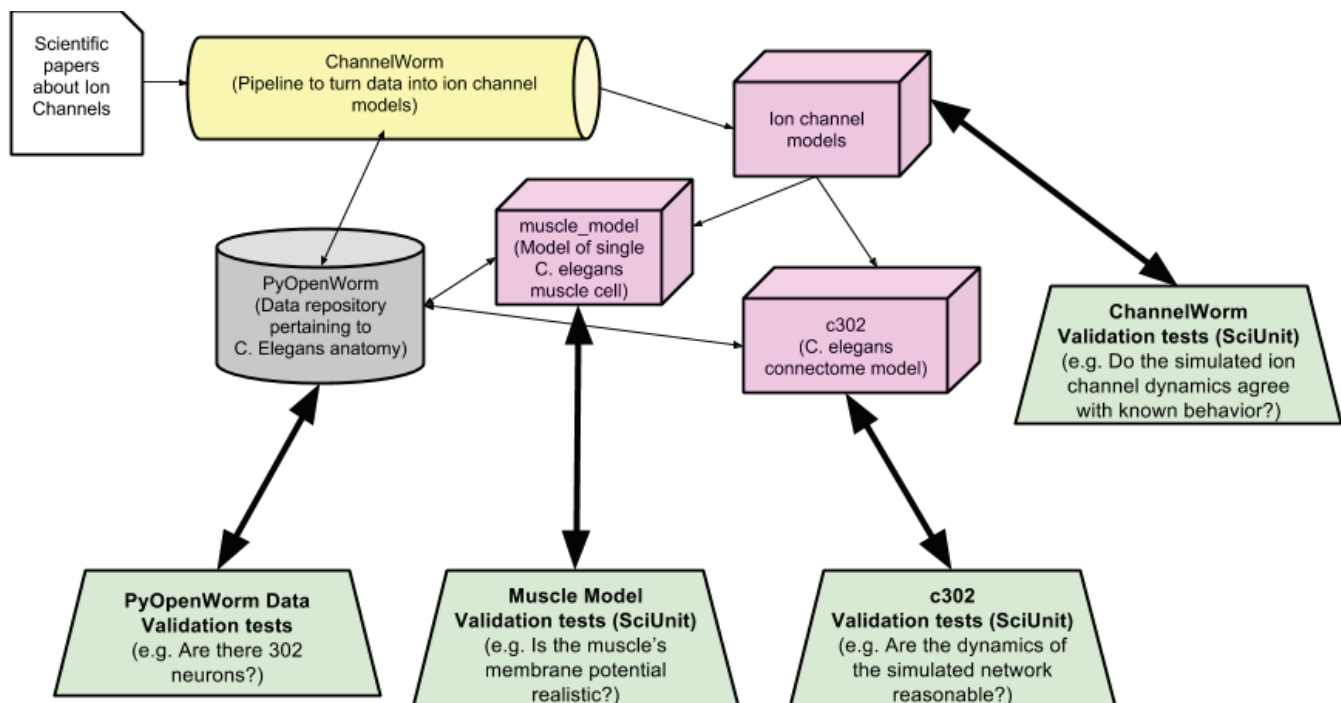 Scientific
papers
about Ion
Channels
ChannelWorm
(Pipeline to turn data into ion channel
models)
Ion channel
models
muscle_model
(Model of single
C. elegans
muscle cell)
PyOpenWorm
(Data repository
pertaining to
C. Elegans anatomy)
c302
(C. elegans
connectome model)
ChannelWorm
Validation tests (SciUnit)
(e.g. Do the simulated ion
channel dynamics agree
with known behavior?)
PyOpenWorm Data
Validation tests
(e.g. Are there 302
neurons?)
Muscle Model
Validation tests (SciUnit)
(e.g. Is the muscle's
membrane potential
realistic?)
c302
Validation tests (SciUnit)
(e.g. Are the dynamics of
the simulated network
reasonable?)